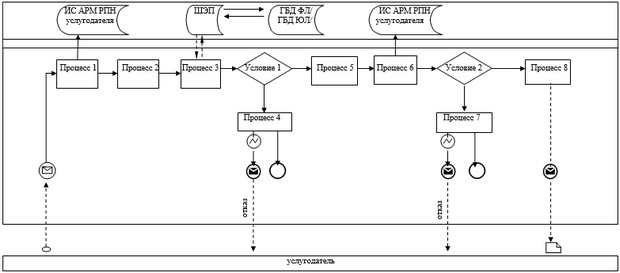 ИС АРМ РПН
услугодателя
ШЭП
ГБД ФЛ/
ГБД ЮЛ/
ИС АРМ РПН
услугодателя
Процесс 1
Процесс 2
Процесс 3
Условие 1
Процесс 5
Процесс 6
Условие 2
Процесс 8
Процесс 4
Процесс 7
отказ
отказ
услугодатель